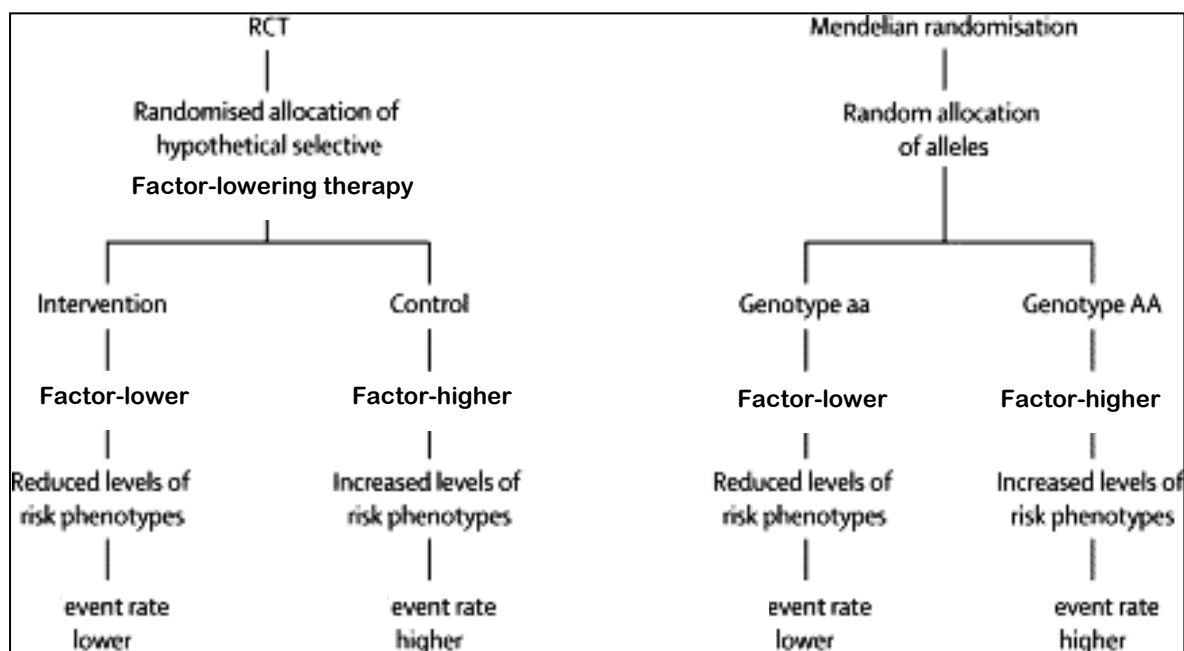 RCT
Randomised allocation of
hypothetical selective
Factor-lowering therapy
Intervention
Control
Factor-lower
Factor-higher
Reduced levels of
risk phenotypes
Increased levels of
risk phenotypes
event rate
lower
event rate
higher
Mendelian randomisation
Random allocation
of alleles
Genotype aa
Genotype AA
Factor-lower
Factor-higher
Reduced levels of
risk phenotypes
Increased levels of
risk phenotypes
event rate
lower
event rate
higher